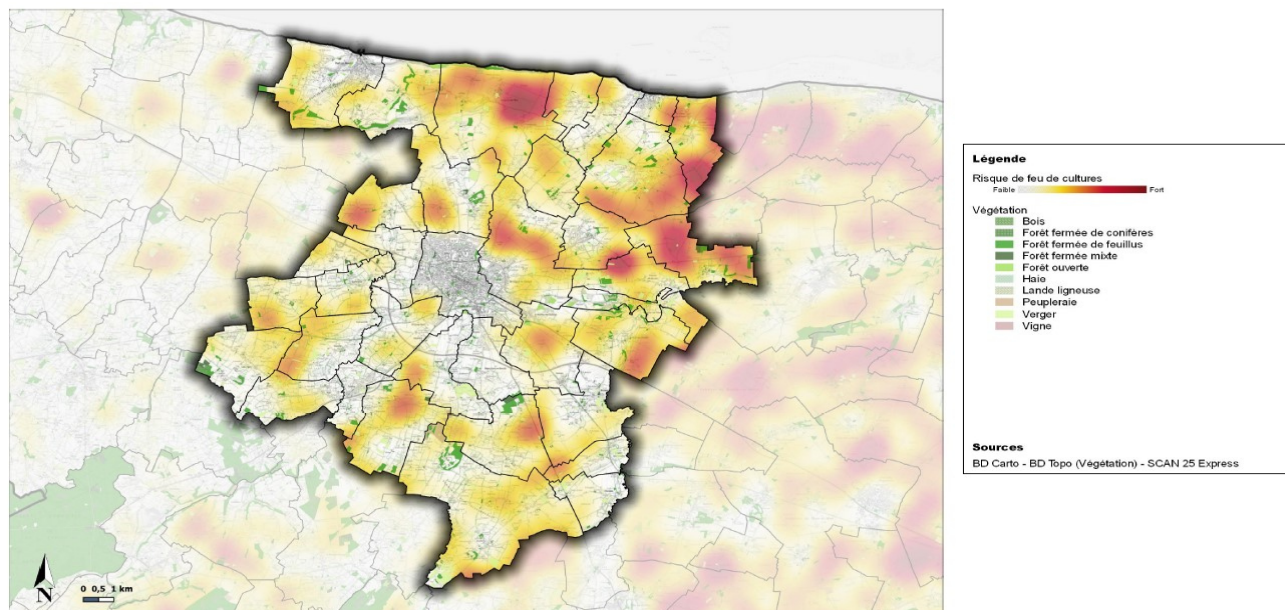 Légende
Risque de feu de cultures
Faible Fort
Végétation
Bois
Forêt fermée de conifères
Forêt fermée de feuillus
Forêt fermée mixte
Forêt ouverte
Haie
Lande ligneuse
Peupleraie
Verger
Vigne
Sources
BD Carto - BD Topo (Végétation) - SCAN 25 Express
N
0 0,5 1 km